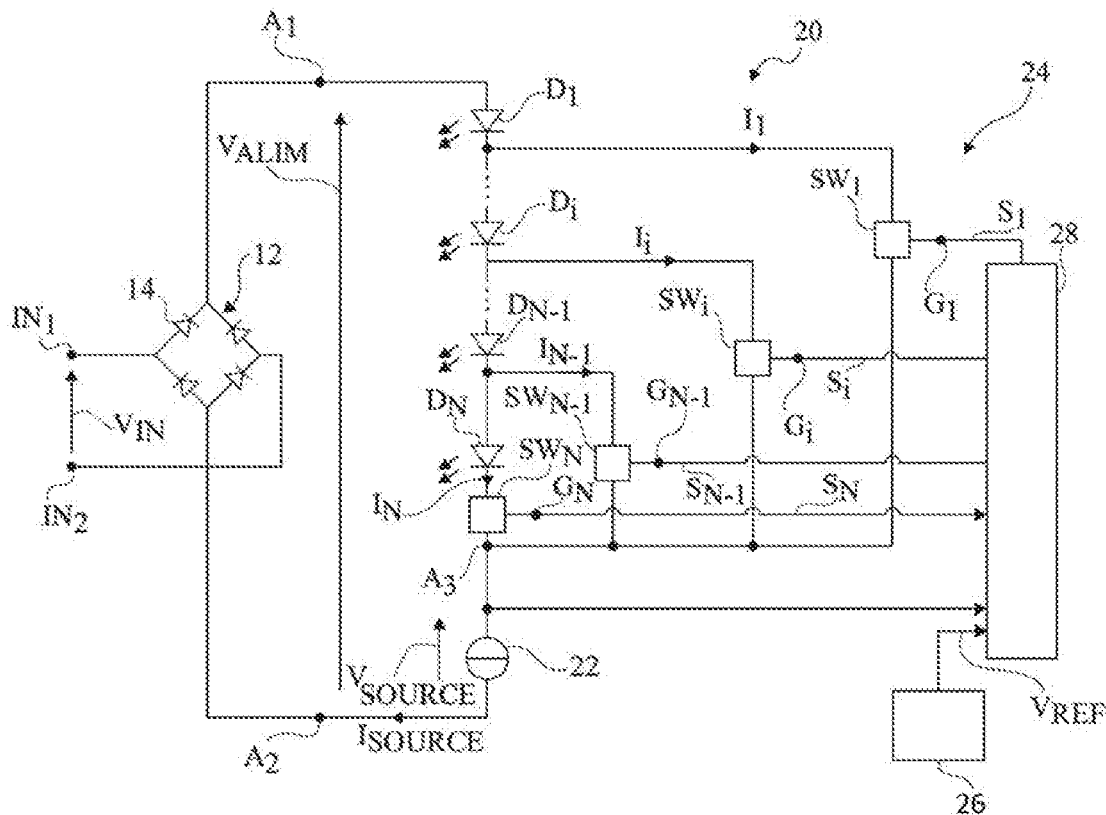 A1
20
D1
I1
24
VALIM
SW1
Di
S1
28
Ii
12
14
G1
SWi
IN1
DN-1
IN-1
Si
VIN
DN
SWN-1
GN-1
Gi
SWN
IN2
IN
GN
SN-1
SN
A3
VSOURCE
22
VREF
A2
ISOURCE
26